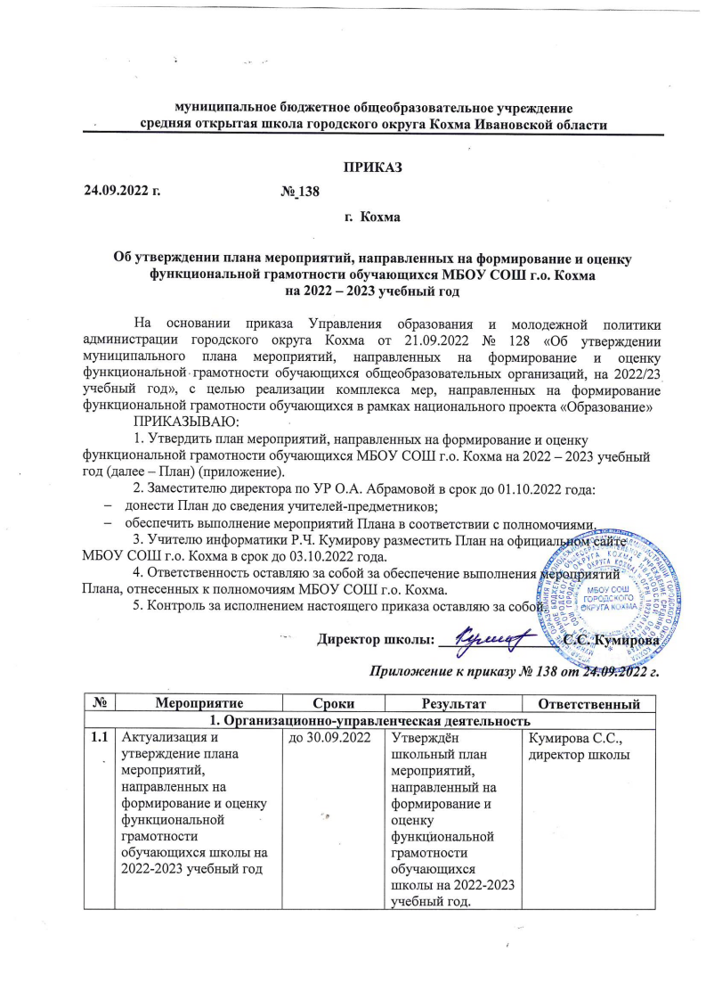 муниципальное бюджетное общеобразовательное учреждение
средняя открытая школа городского округа Кохма Ивановской области
ПРИКАЗ
24.09.2022 г. № 138
г. Кохма
Об утверждении плана мероприятий, направленных на формирование и оценку
функциональной грамотности обучающихся МБОУ СОШ г.о. Кохма
на 2022 – 2023 учебный год
На основании приказа Управления образования и молодежной политики
администрации городского округа Кохма от 21.09.2022 № 128 «Об утверждении
муниципального плана мероприятий, направленных на формирование и оценку
функциональной грамотности обучающихся общеобразовательных организаций, на 2022/23
учебный год», с целью реализации комплекса мер, направленных на формирование
функциональной грамотности обучающихся в рамках национального проекта «Образование»
ПРИКАЗЫВАЮ:
1. Утвердить план мероприятий, направленных на формирование и оценку
функциональной грамотности обучающихся МБОУ СОШ г.о. Кохма на 2022 – 2023 учебный
год (далее – План) (приложение).
2. Заместителю директора по УР О.А. Абрамовой в срок до 01.10.2022 года:
– донести План до сведения учителей-предметников;
– обеспечить выполнение мероприятий Плана в соответствии с полномочиями.
3. Учителю информатики Р.Ч. Кумирову разместить План на официальном сайте
МБОУ СОШ г.о. Кохма в срок до 03.10.2022 года.
4. Ответственность оставляю за собой за обеспечение выполнения мероприятий
Плана, отнесенных к полномочиям МБОУ СОШ г.о. Кохма.
5. Контроль за исполнением настоящего приказа оставляю за собой.
МБОУ СОШ
ГОРОДСКОГО
ОКРУГА КОХМА
Директор школы: С.С. Кумирова
Приложение к приказу № 138 от 24.09.2022 г.
№ Мероприятие Сроки Результат Ответственный
1. Организационно-управленческая деятельность
1.1 Актуализация и до 30.09.2022 Утверждён Кумирова С.С.,
утверждение плана школьный план директор школы
мероприятий, мероприятий,
направленных на направленный на
формирование и оценку формирование и
функциональной оценку
грамотности функциональной
обучающихся школы на грамотности
2022-2023 учебный год обучающихся
школы на 2022-2023
учебный год.